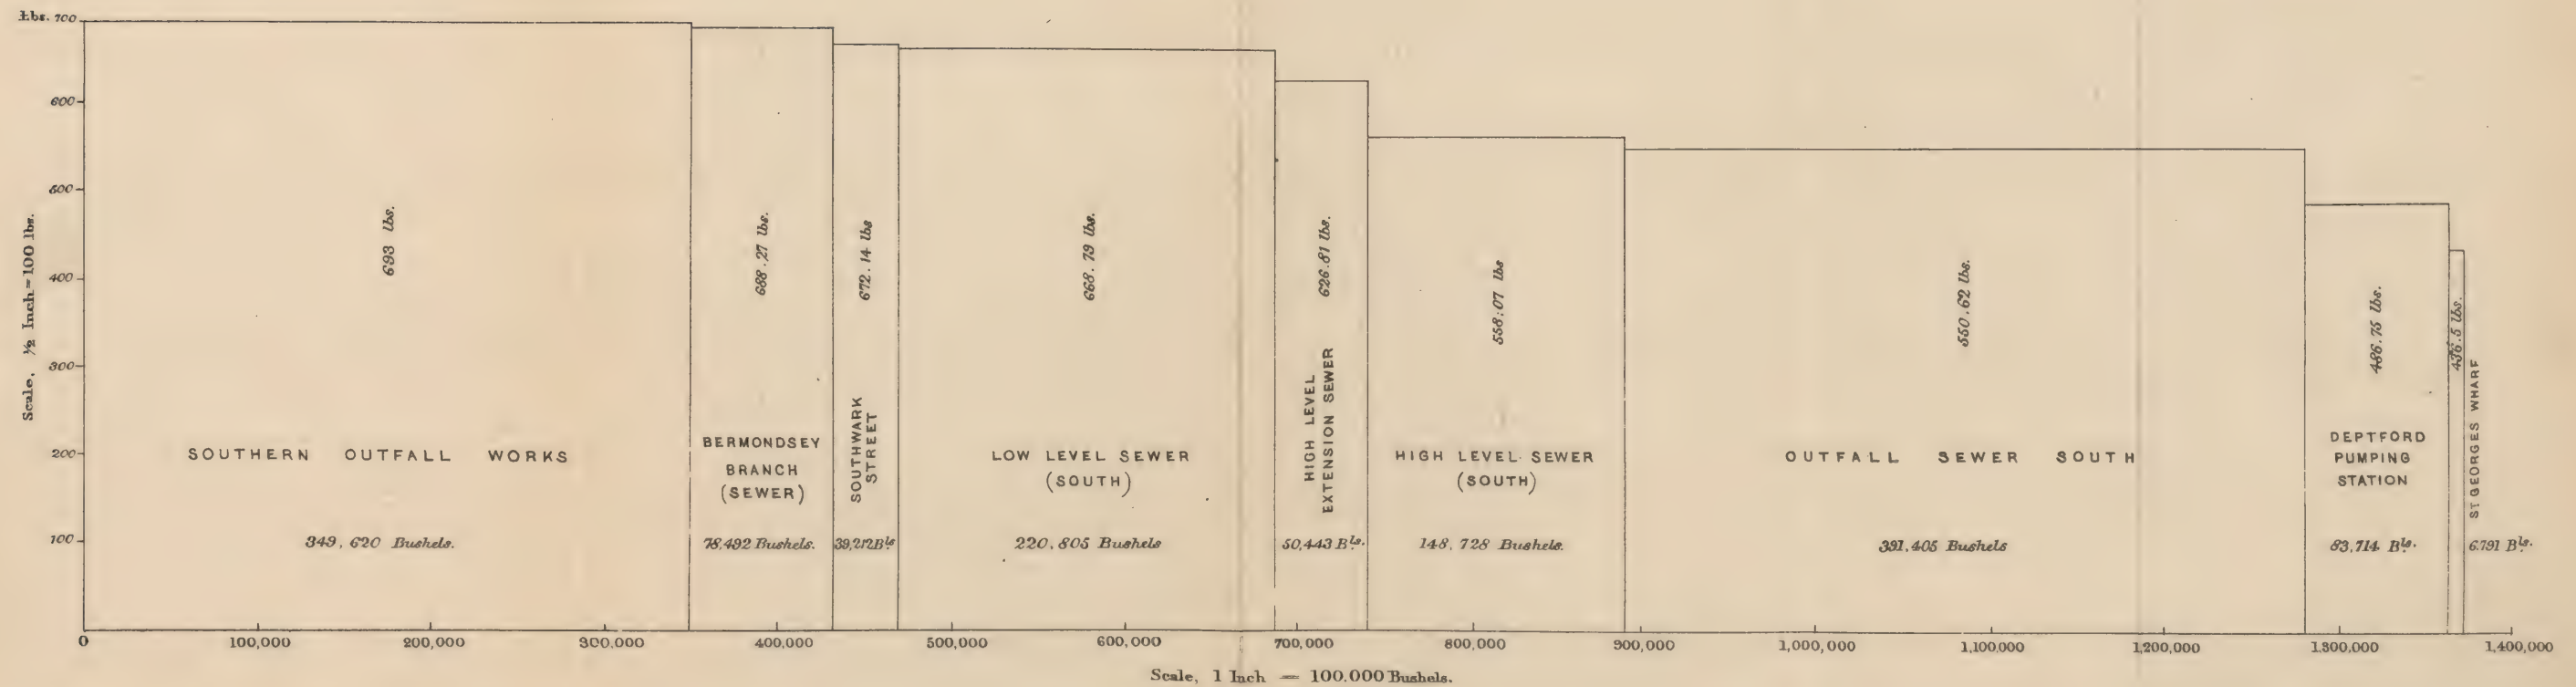 Lbs. 700
600
500
400
300
200
100
Scale, ½ Inch = 100 lbs.
693 lbs.
SOUTHERN OUTFALL WORKS
349,620 Bushels.
688.27 lbs.
BERMONDSEY
BRANCH
(SEWER)
78,492 Bushels.
672.14 lbs
SOUTHWARK
STREET
39,212 Bls
668.79 lbs.
LOW LEVEL SEWER
(SOUTH)
220,805 Bushels
626.81 lbs.
HIGH LEVEL
EXTENSION SEWER
50,443 Bls.
558.07 lbs
HIGH LEVEL SEWER
(SOUTH)
148,728 Bushels.
550.62 lbs.
OUTFALL SEWER SOUTH
391,405 Bushels
486.75 lbs.
DEPTFORD
PUMPING
STATION
83,714 Bls.
436.5 lbs.
ST GEORGES WHARF
6.791 Bls.
0 100,000 200,000 300,000 400,000 500,000 600,000 700,000 800,000 900,000 1,000,000 1,100,000 1,200,000 1,300,000 1,400,000
Scale, 1 Inch = 100.000 Bushels.